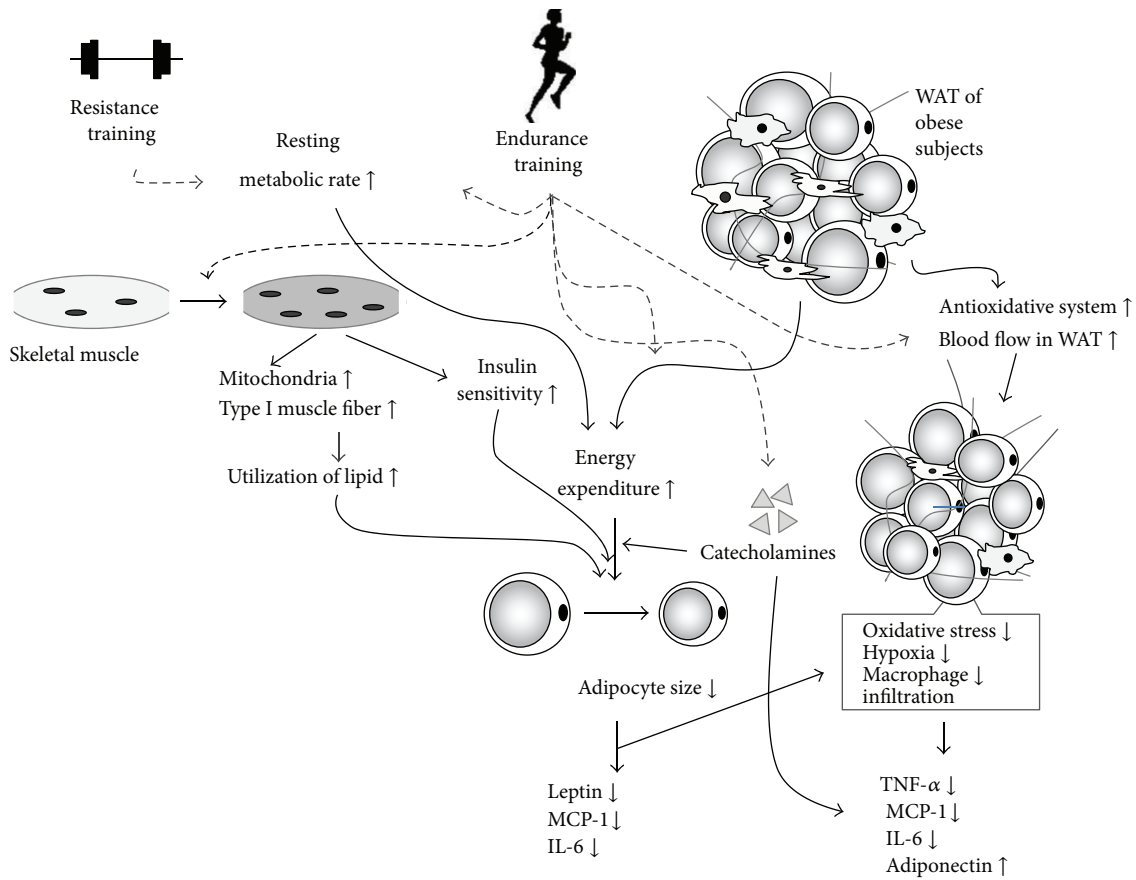 Resistance
training
Resting
metabolic rate ↑
Endurance
training
WAT of
obese
subjects
Antioxidative system ↑
Blood flow in WAT ↑
Skeletal muscle
Mitochondria ↑
Type I muscle fiber ↑
Insulin
sensitivity ↑
Utilization of lipid ↑
Energy
expenditure ↑
Catecholamines
Oxidative stress ↓
Hypoxia ↓
Macrophage ↓
infiltration
Adipocyte size ↓
Leptin ↓
MCP-1↓
IL-6 ↓
TNF-α ↓
MCP-1↓
IL-6 ↓
Adiponectin ↑